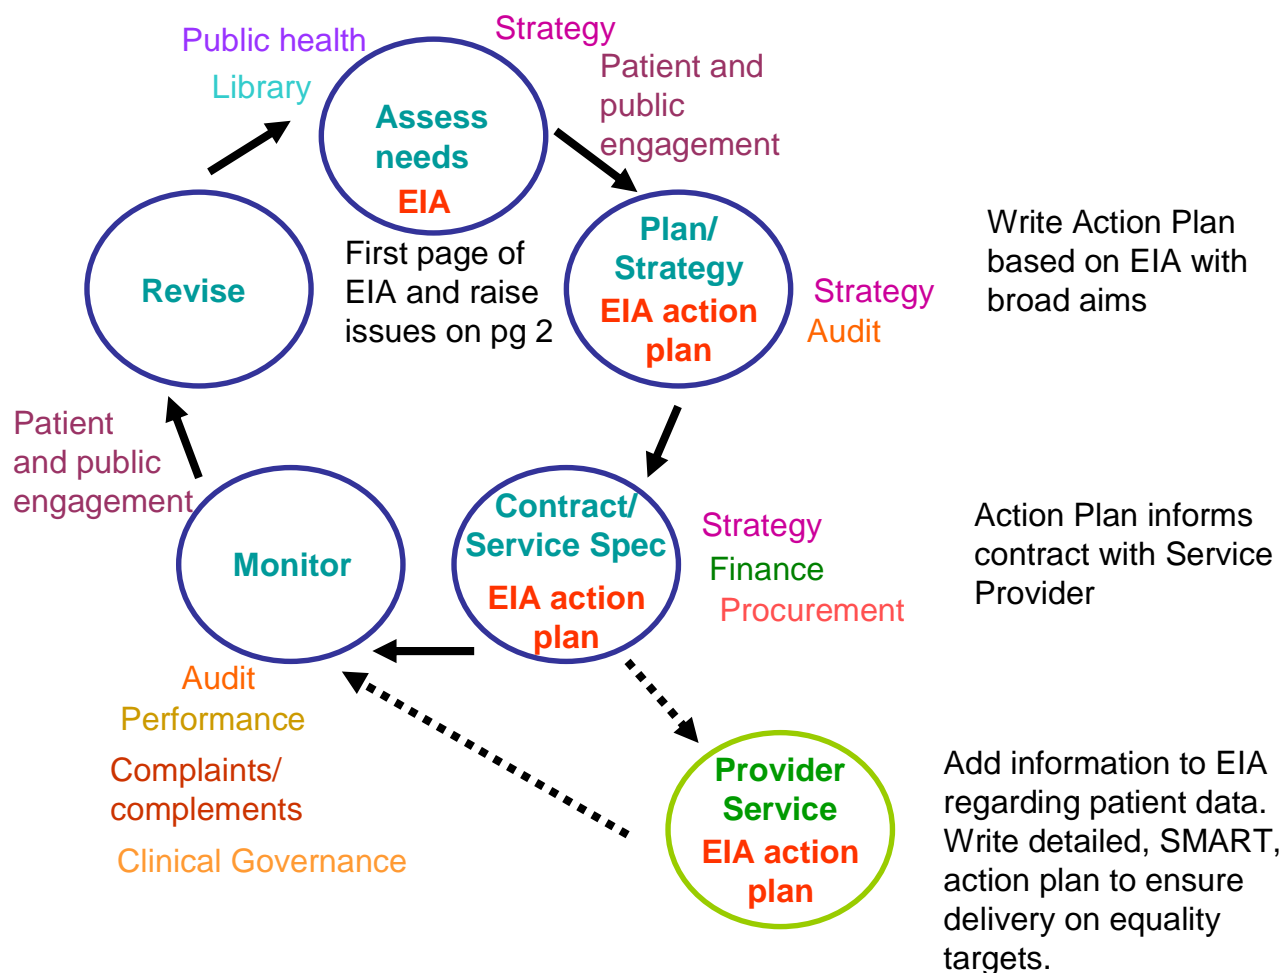 Public health
Library
Strategy
Patient and
public
engagement
Assess
needs
EIA
First page of
EIA and raise
issues on pg 2
Plan/
Strategy
EIA action
plan
Strategy
Audit
Write Action Plan
based on EIA with
broad aims
Revise
Patient
and public
engagement
Monitor
Contract/
Service Spec
EIA action
plan
Strategy
Finance
Procurement
Action Plan informs
contract with Service
Provider
Audit
Performance
Complaints/
complements
Clinical Governance
Provider
Service
EIA action
plan
Add information to EIA
regarding patient data.
Write detailed, SMART,
action plan to ensure
delivery on equality
targets.